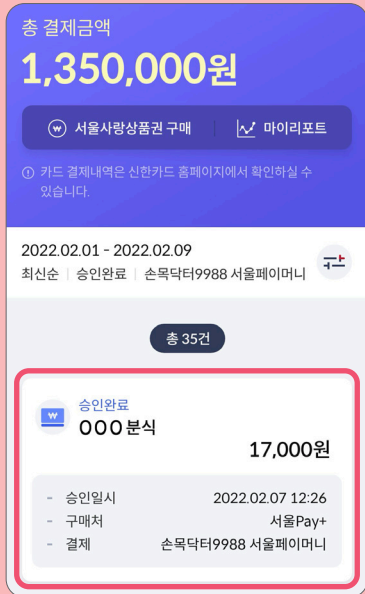 총 결제금액
1,350,000원
서울사랑상품권 구매 마이리포트
카드 결제내역은 신한카드 홈페이지에서 확인하실 수
있습니다.
2022.02.01 - 2022.02.09
최신순 | 승인완료 | 손목닥터9988 서울페이머니
총 35건
승인완료
OOO 분식
17,000원
- 승인일시 2022.02.07 12:26
- 구매처 서울Pay+
- 결제 손목닥터9988 서울페이머니